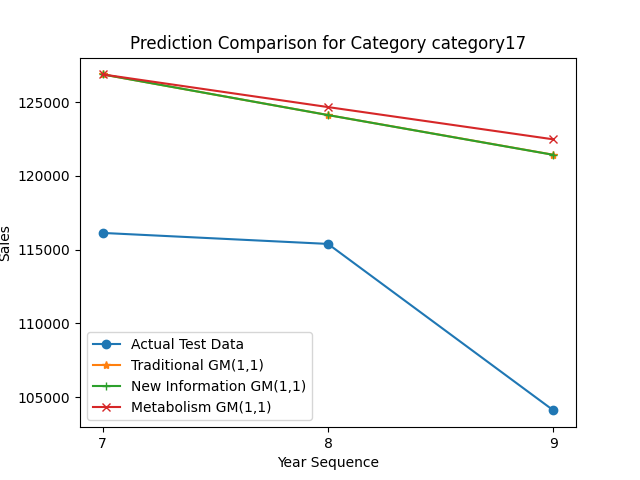 Prediction Comparison for Category category17
125000
120000
115000
110000
105000
Sales
Actual Test Data
Traditional GM(1,1)
New Information GM(1,1)
Metabolism GM(1,1)
7
8
9
Year Sequence